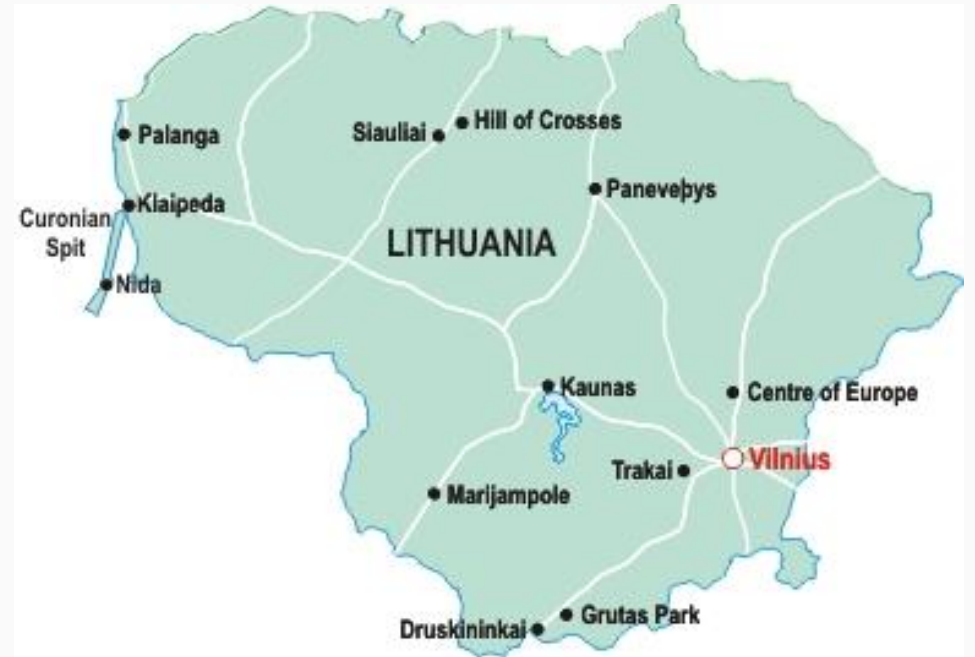 Hill of Crosses
Siauliai
Palanga
Paneveþys
Klaipeda
Curonian
Spit
LITHUANIA
Nida
Kaunas
Centre of Europe
Vilnius
Trakai
Marijampole
Grutas Park
Druskininkai